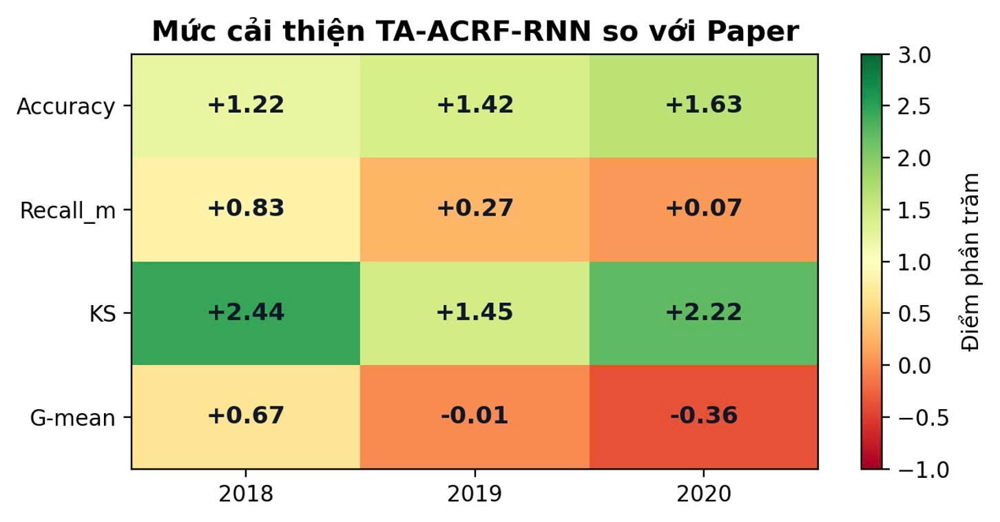 Mức cải thiện TA-ACRF-RNN so với Paper
Accuracy +1.22 +1.42 +1.63
Recall_m +0.83 +0.27 +0.07
KS +2.44 +1.45 +2.22
G-mean +0.67 -0.01 -0.36
2018 2019 2020
3.0
2.5
2.0
1.5
1.0
0.5
0.0
−0.5
−1.0
Điểm phần trăm